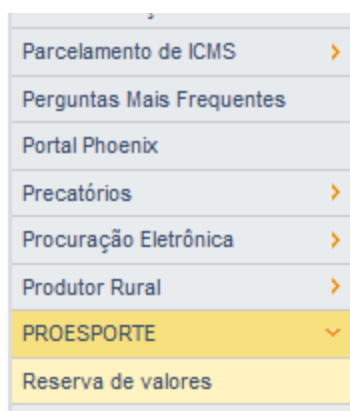 Parcelamento de ICMS
Perguntas Mais Frequentes
Portal Phoenix
Precatórios
Procuração Eletrônica
Produtor Rural
PROESPORTE
Reserva de valores